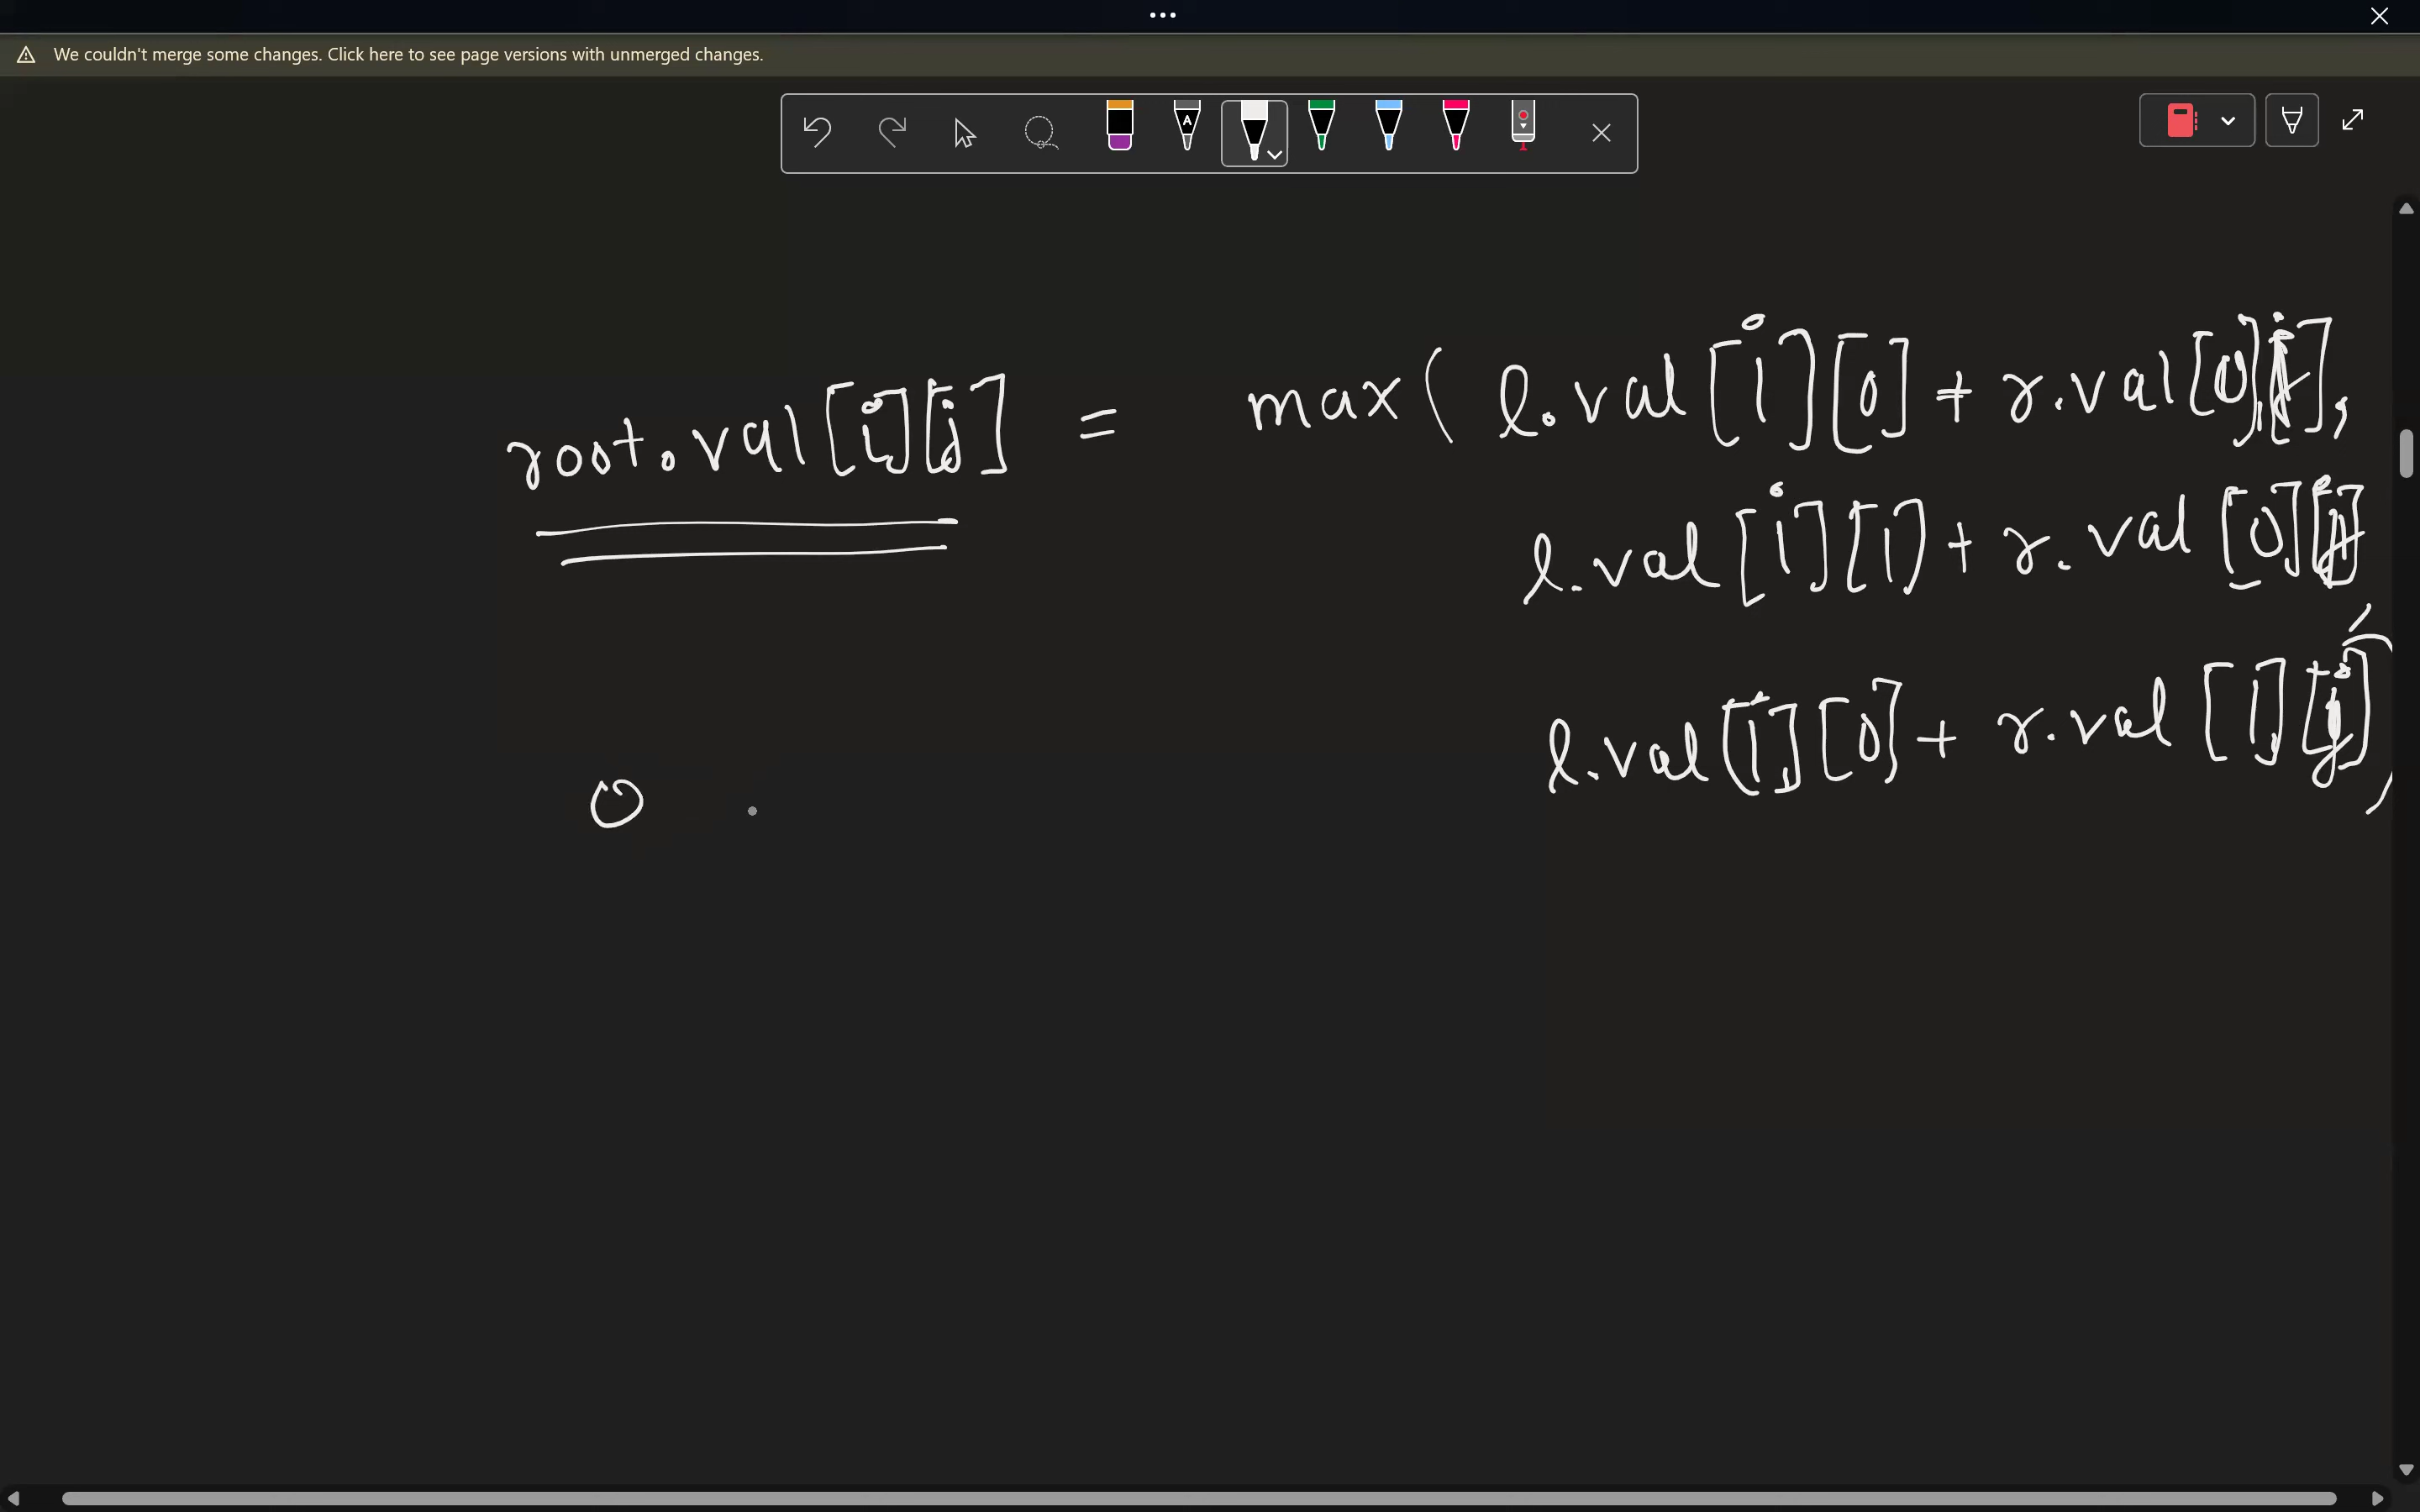 We couldn't merge some changes. Click here to see page versions with unmerged changes.
A
root.val[i][j] = max( l.val[i][0] + r.val[0][j],
l.val[i][1] + r.val[0][j],
l.val[i][0] + r.val[1][j])
0